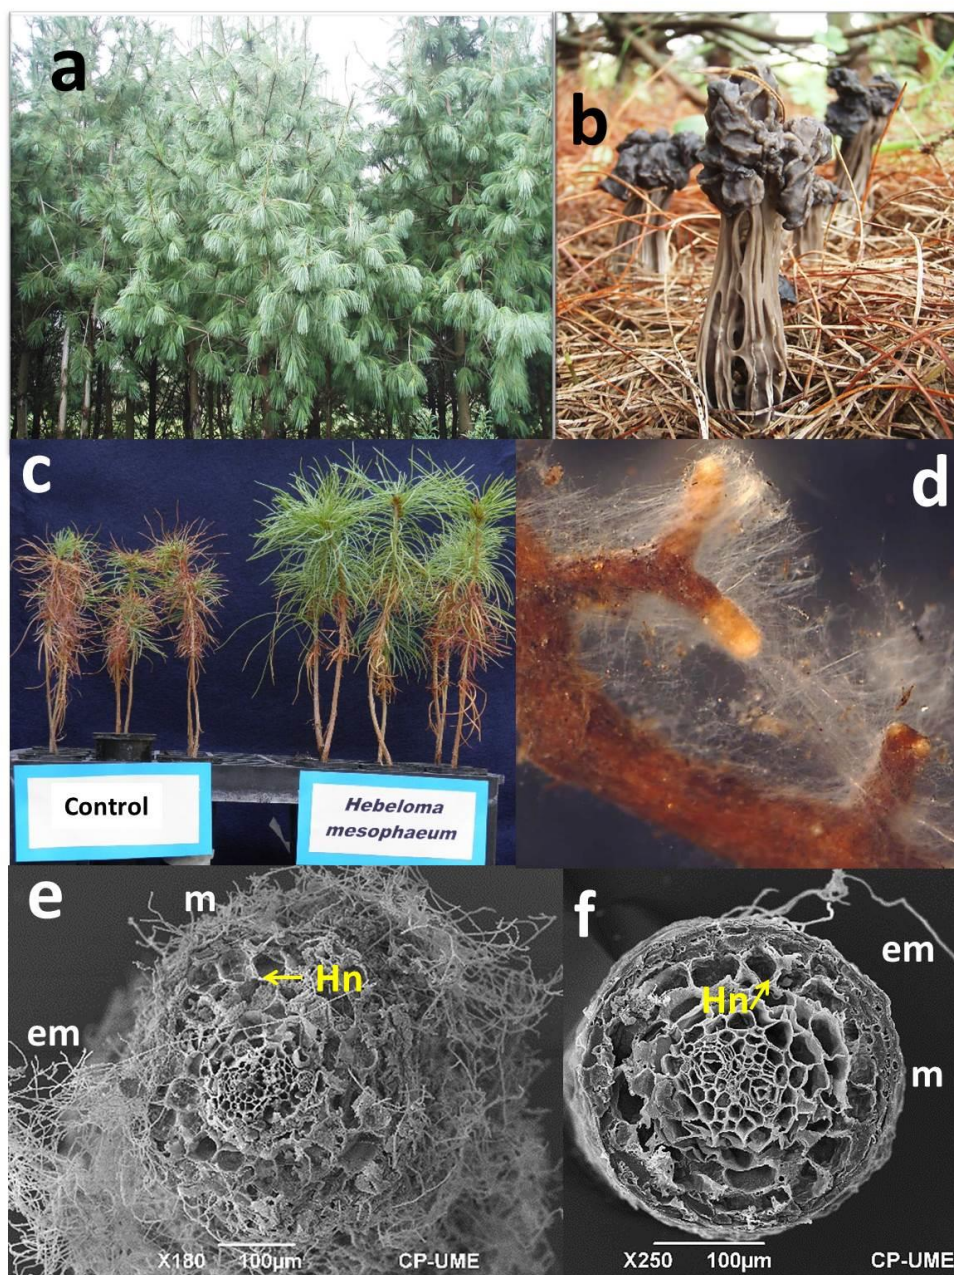 a
b
c
d
Control
Hebeloma
mesophaeum
e
m
Hn
em
X180 100µm CP-UME
f
em
Hn
m
X250 100µm CP-UME